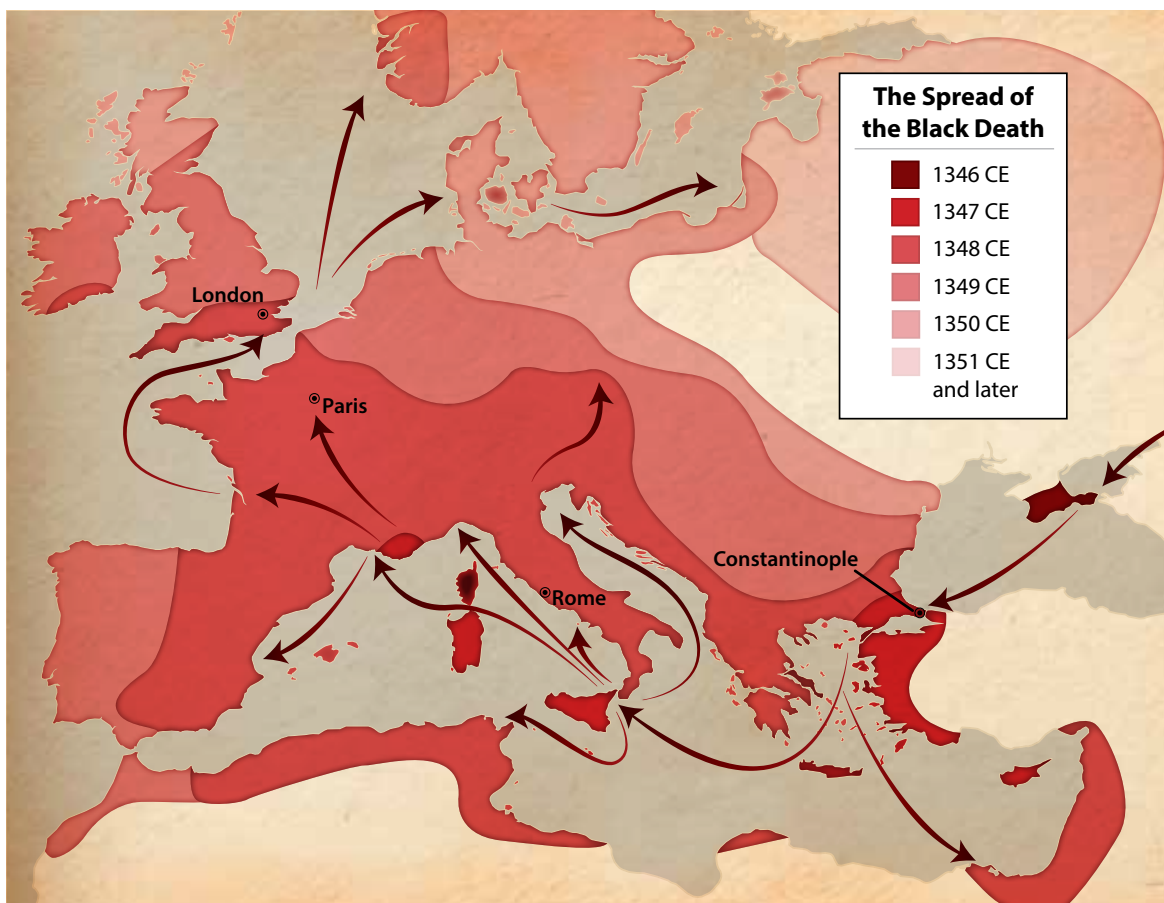 The Spread of
the Black Death
1346 CE
1347 CE
1348 CE
1349 CE
1350 CE
1351 CE
and later
London
Paris
Constantinople
Rome